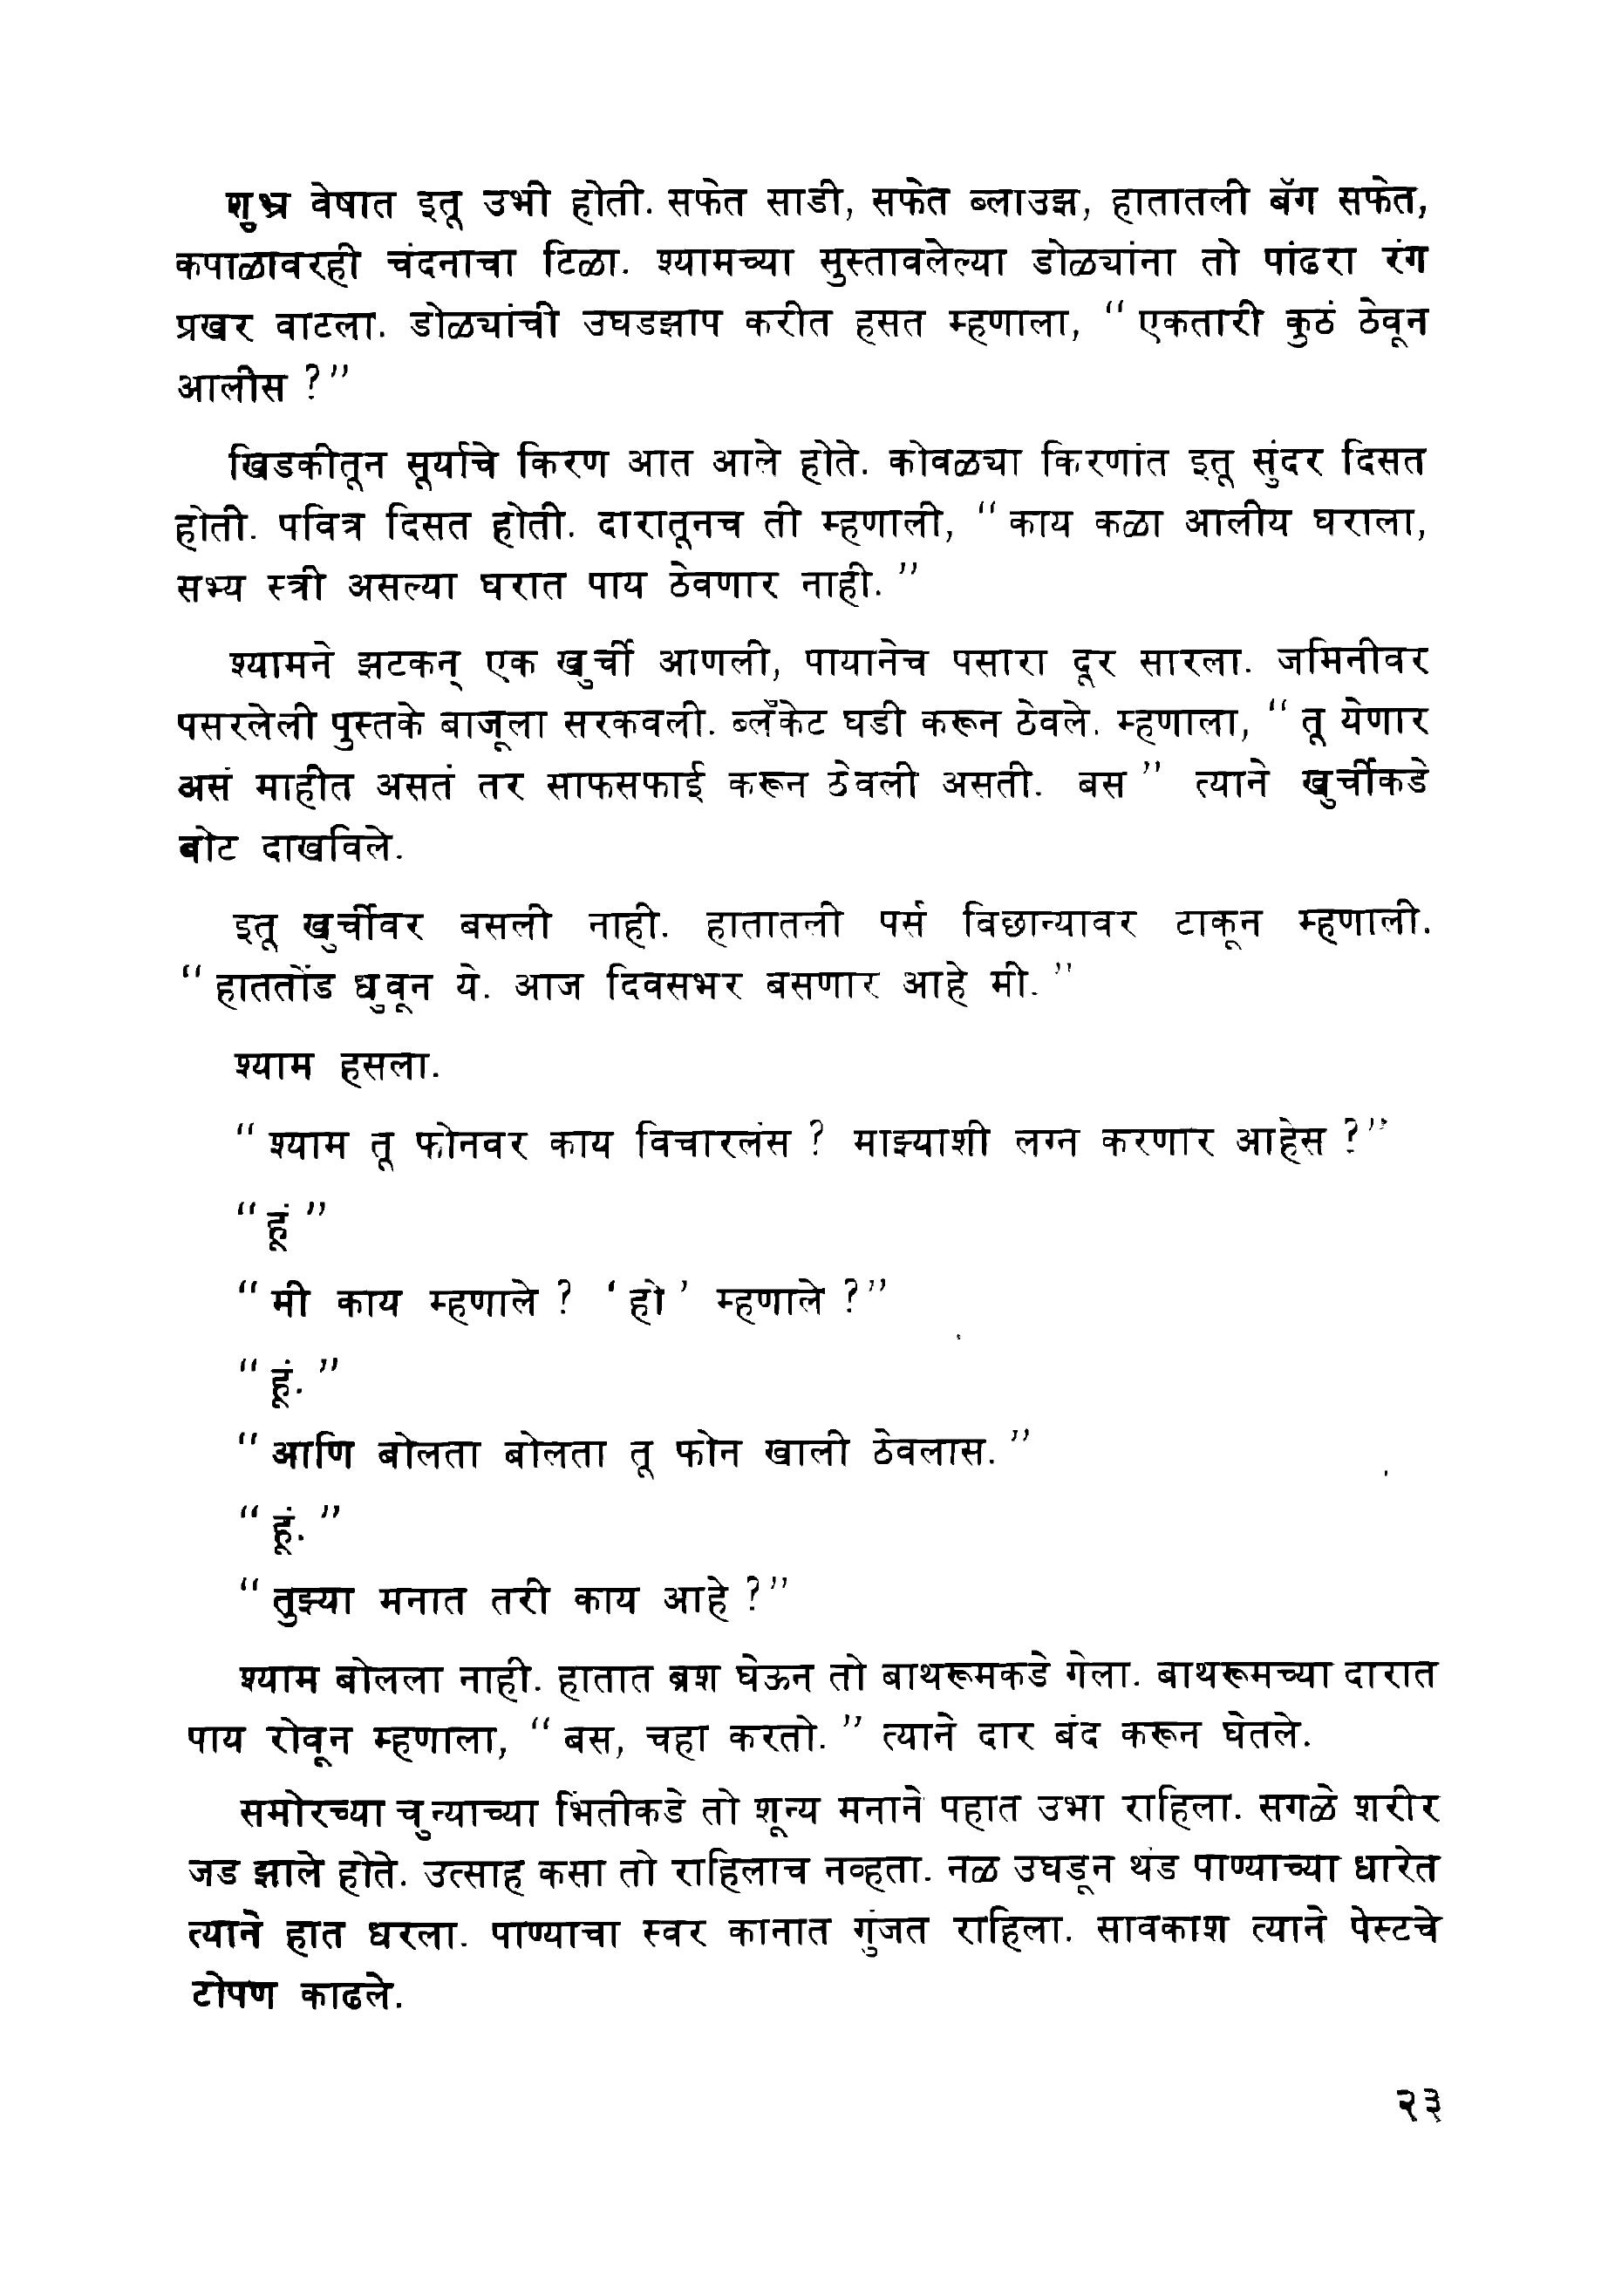 शुभ्र वेषात इतू उभी होती. सफेत साडी, सफेत ब्लाउझ, हातातली बॅग सफेत,
कपाळावरही चंदनाचा टिळा. श्यामच्या सुस्तावलेल्या डोळ्यांना तो पांढरा रंग
प्रखर वाटला. डोळ्यांची उघडझाप करीत हसत म्हणाला, “ एकतारी कुठं ठेवून
आलीस ?”
खिडकीतून सूर्याचे किरण आत आले होते. कोवळ्या किरणांत इतू सुंदर दिसत
होती. पवित्र दिसत होती. दारातूनच ती म्हणाली, “ काय कळा आलीय घराला,
सभ्य स्त्री असल्या घरात पाय ठेवणार नाही. ”
श्यामने झटकन् एक खुर्ची आणली, पायानेच पसारा दूर सारला. जमिनीवर
पसरलेली पुस्तके बाजूला सरकवली. ब्लँकेट घडी करून ठेवले. म्हणाला, “ तू येणार
असं माहीत असतं तर साफसफाई करून ठेवली असती. बस ” त्याने खुर्चीकडे
बोट दाखविले.
इतू खुर्चीवर बसली नाही. हातातली पर्स विछान्यावर टाकून म्हणाली.
“ हाततोंड धुवून ये. आज दिवसभर बसणार आहे मी. ”
श्याम हसला.
“ श्याम तू फोनवर काय विचारलंस ? माझ्याशी लग्न करणार आहेस ?”
“ हूं ”
“ मी काय म्हणाले ? ‘ हो ’ म्हणाले ?”
“ हूं. ”
“ आणि बोलता बोलता तू फोन खाली ठेवलास. ”
“ हूं. ”
“ तुझ्या मनात तरी काय आहे ?”
श्याम बोलला नाही. हातात ब्रश घेऊन तो बाथरूमकडे गेला. बाथरूमच्या दारात
पाय रोवून म्हणाला, “ बस, चहा करतो. ” त्याने दार बंद करून घेतले.
समोरच्या चुन्याच्या भिंतीकडे तो शून्य मनाने पहात उभा राहिला. सगळे शरीर
जड झाले होते. उत्साह कसा तो राहिलाच नव्हता. नळ उघडून थंड पाण्याच्या धारेत
त्याने हात धरला. पाण्याचा स्वर कानात गुंजत राहिला. सावकाश त्याने पेस्टचे
टोपण काढले.
२३